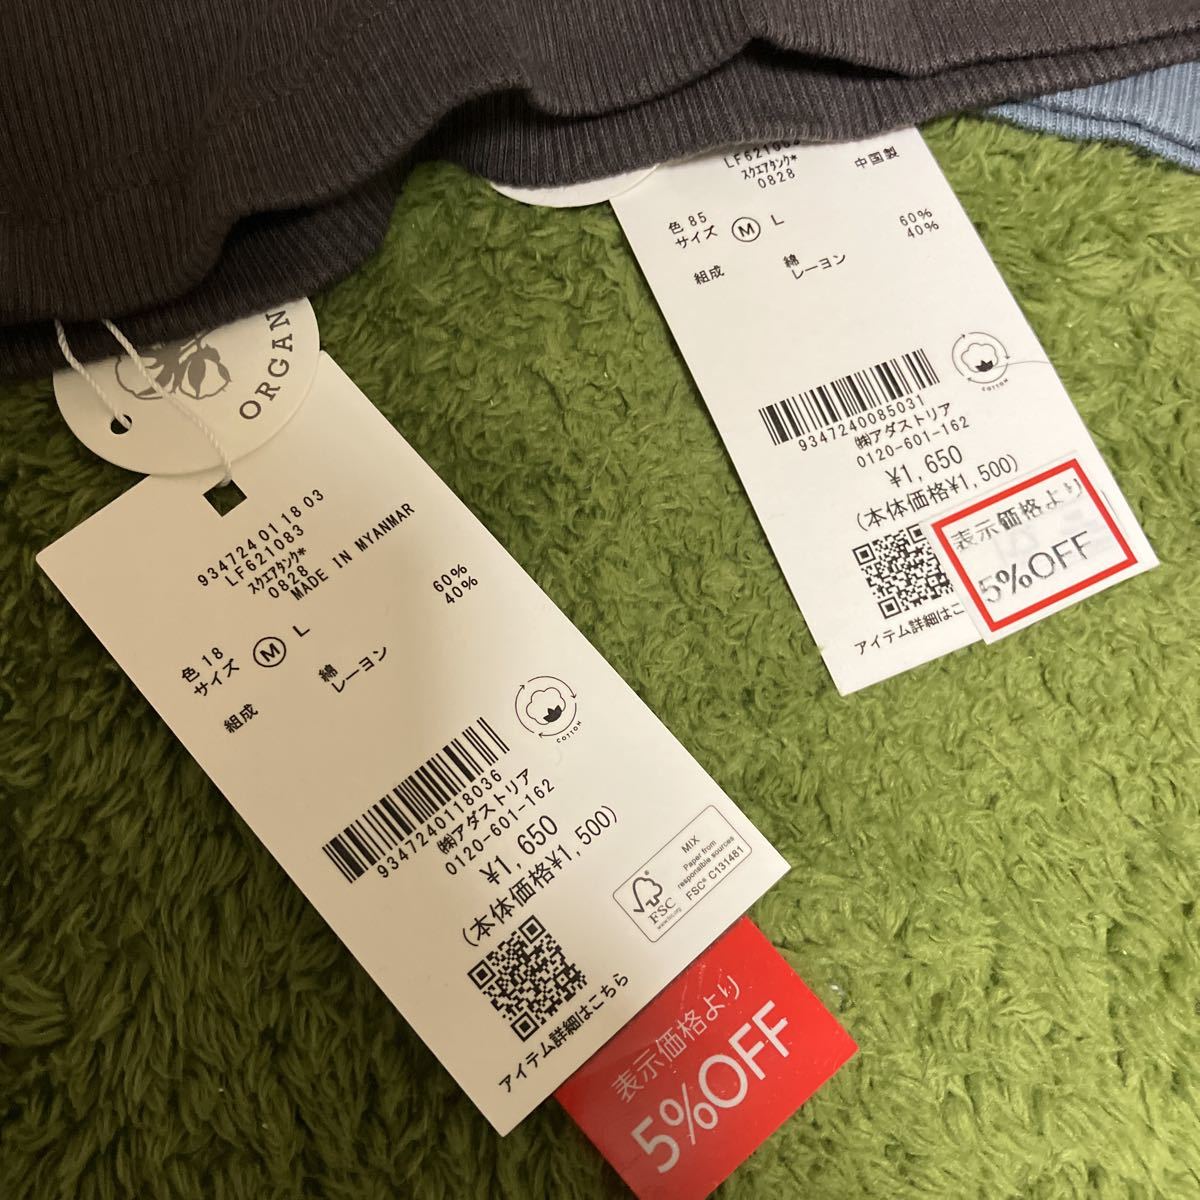 ORGAN
934724 01 18 03
LF621083
スクエアタンク*
0828
MADE IN MYANMAR
色 18
サイズ Ⓜ L
60%
40%
組成
綿
レーヨン
COTTON
9347240118036
㈱アダストリア
0120-601-162
¥1,650
(本体価格¥1,500)
アイテム詳細はこちら
FSC
www.fsc.org
MIX
Paper from
responsible sources
FSC® C131481
表示価格より
5%OFF
スクエアタンク*
0828
中国製
色 85
サイズ Ⓜ L
60%
40%
組成
綿
レーヨン
COTTON
9347240085031
㈱アダストリア
0120-601-162
¥1,650
(本体価格¥1,500)
アイテム詳細はこ
表示価格より
5%OFF